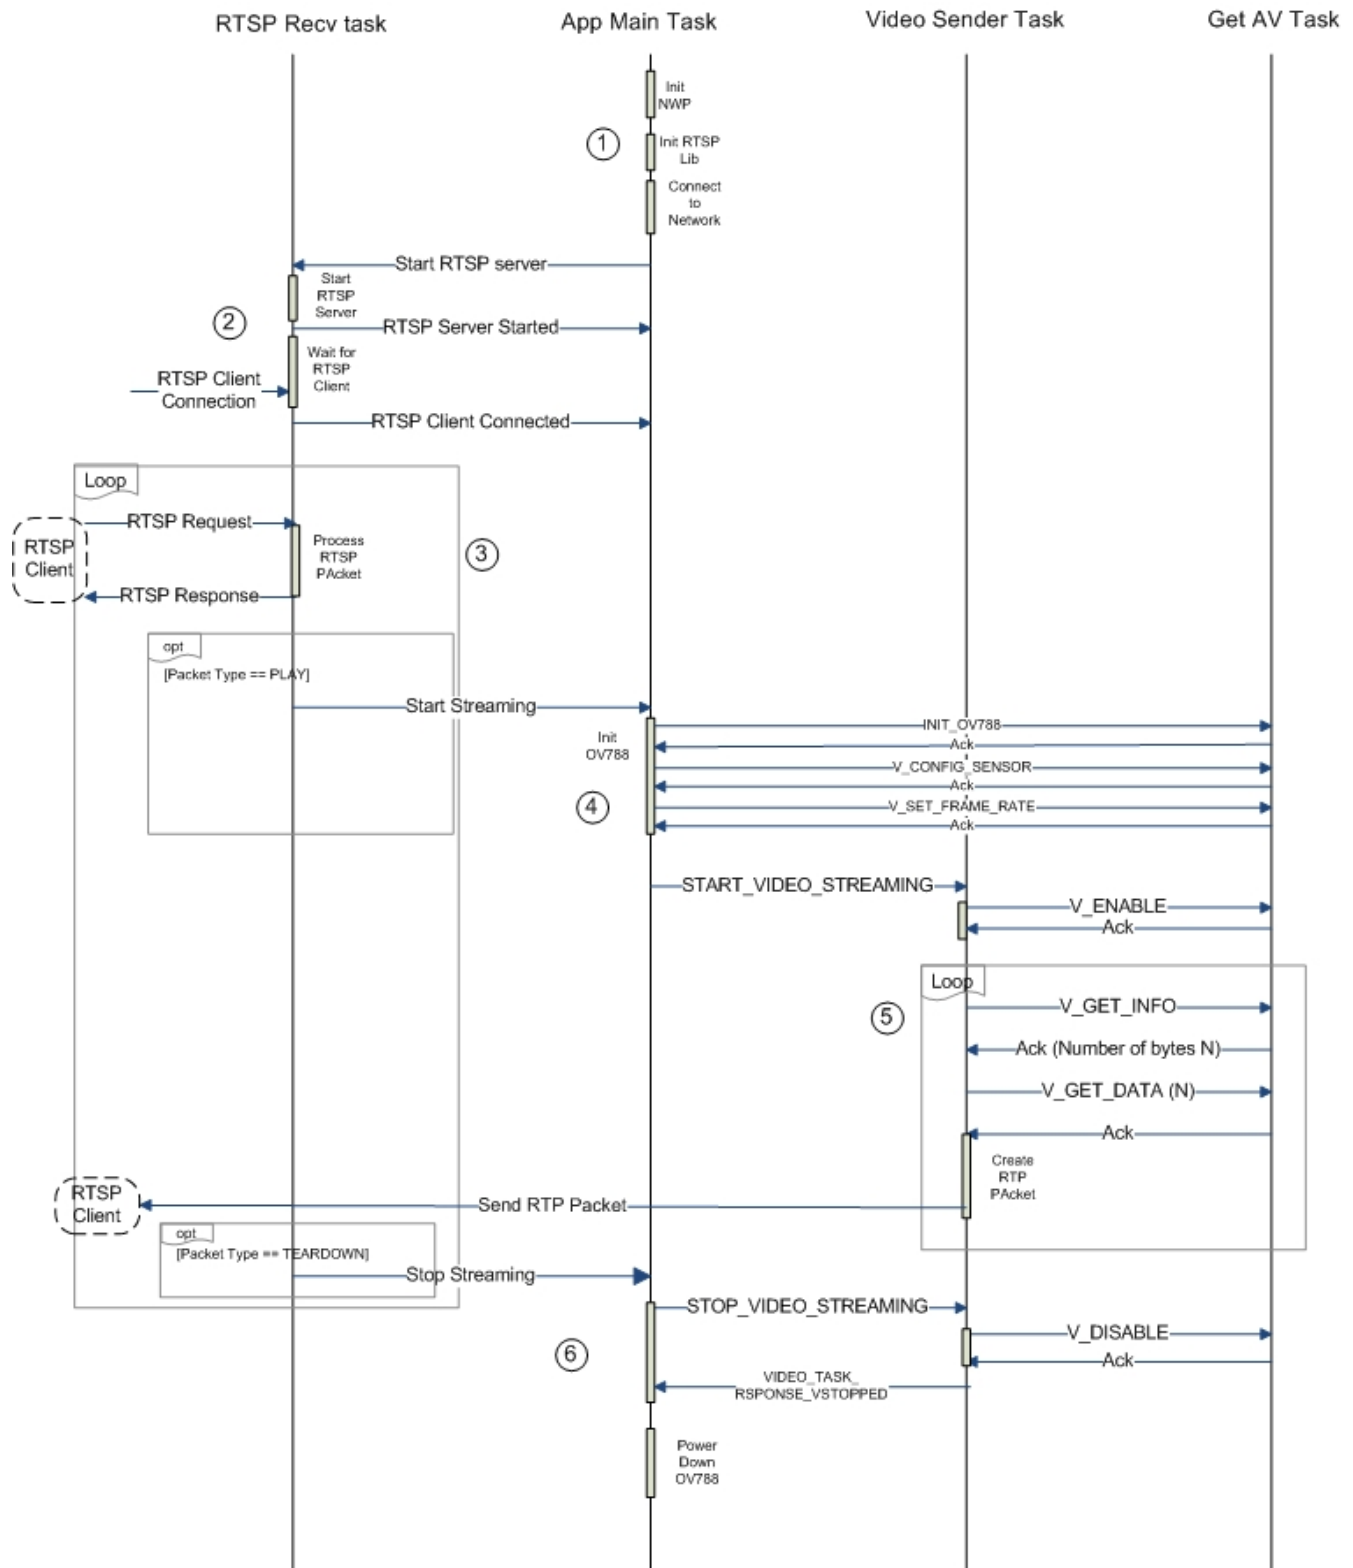 RTSP Recv task
App Main Task
Video Sender Task
Get AV Task
Init
NWP
1
Init RTSP
Lib
Connect
to
Network
Start RTSP server
Start
RTSP
Server
2
RTSP Server Started
Wait for
RTSP
Client
RTSP Client
Connection
RTSP Client Connected
Loop
RTSP Request
RTSP
Client
Process
RTSP
PAcket
3
RTSP Response
opt
[Packet Type == PLAY]
Start Streaming
Init
OV788
INIT_OV788
Ack
V_CONFIG_SENSOR
Ack
4
V_SET_FRAME_RATE
Ack
START_VIDEO_STREAMING
V_ENABLE
Ack
Loop
5
V_GET_INFO
Ack (Number of bytes N)
V_GET_DATA (N)
Ack
Create
RTP
PAcket
RTSP
Client
Send RTP Packet
opt
[Packet Type == TEARDOWN]
Stop Streaming
STOP_VIDEO_STREAMING
V_DISABLE
6
Ack
VIDEO_TASK_
RSPONSE_VSTOPPED
Power
Down
OV788